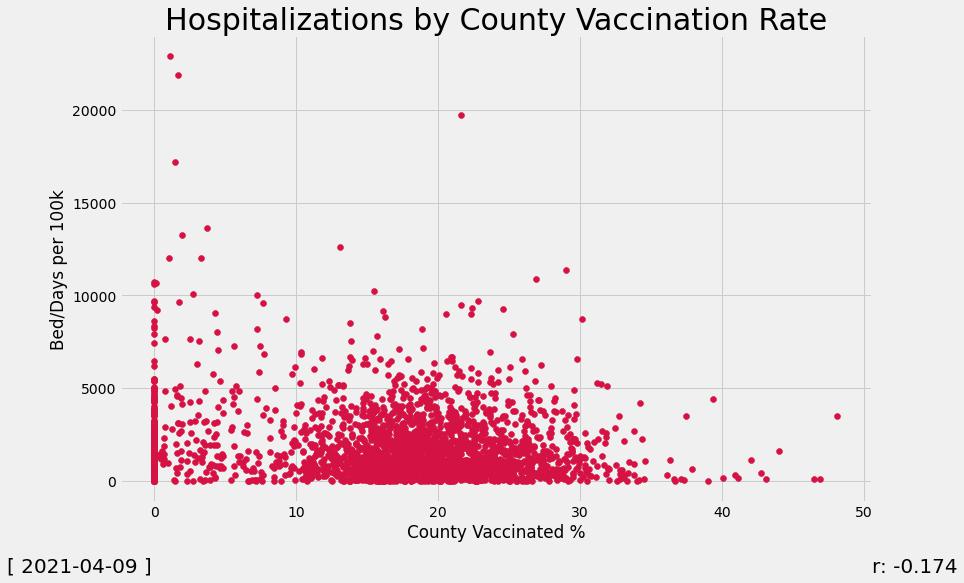 Hospitalizations by County Vaccination Rate
20000
15000
10000
5000
0
Bed/Days per 100k
0 10 20 30 40 50
County Vaccinated %
[ 2021-04-09 ]
r: -0.174